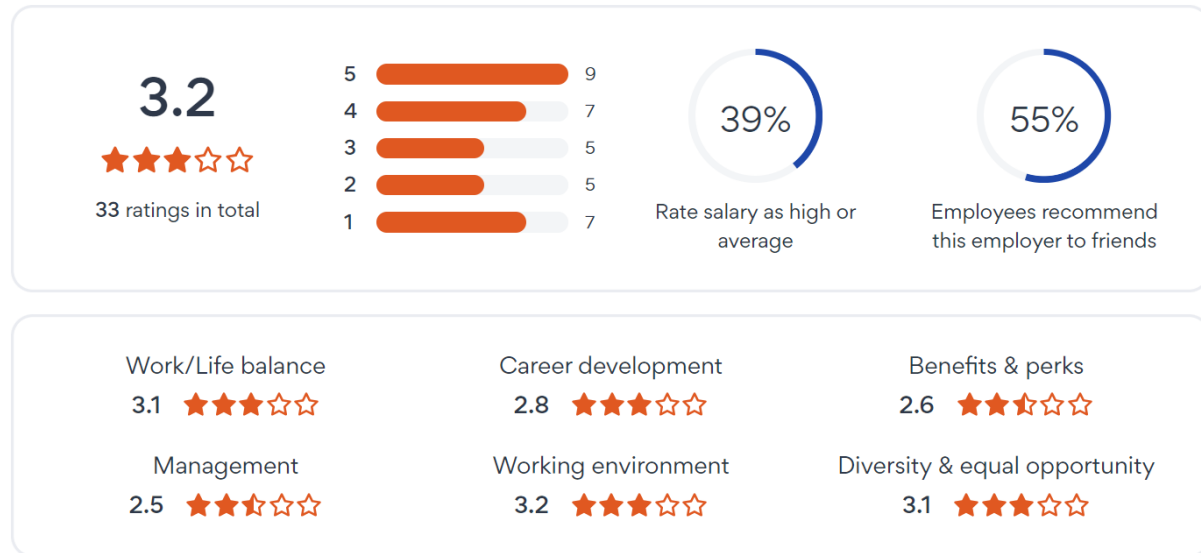 3.2
33 ratings in total
5 9
4 7
3 5
2 5
1 7
39%
Rate salary as high or
average
55%
Employees recommend
this employer to friends
Work/Life balance
3.1
Career development
2.8
Benefits & perks
2.6
Management
2.5
Working environment
3.2
Diversity & equal opportunity
3.1